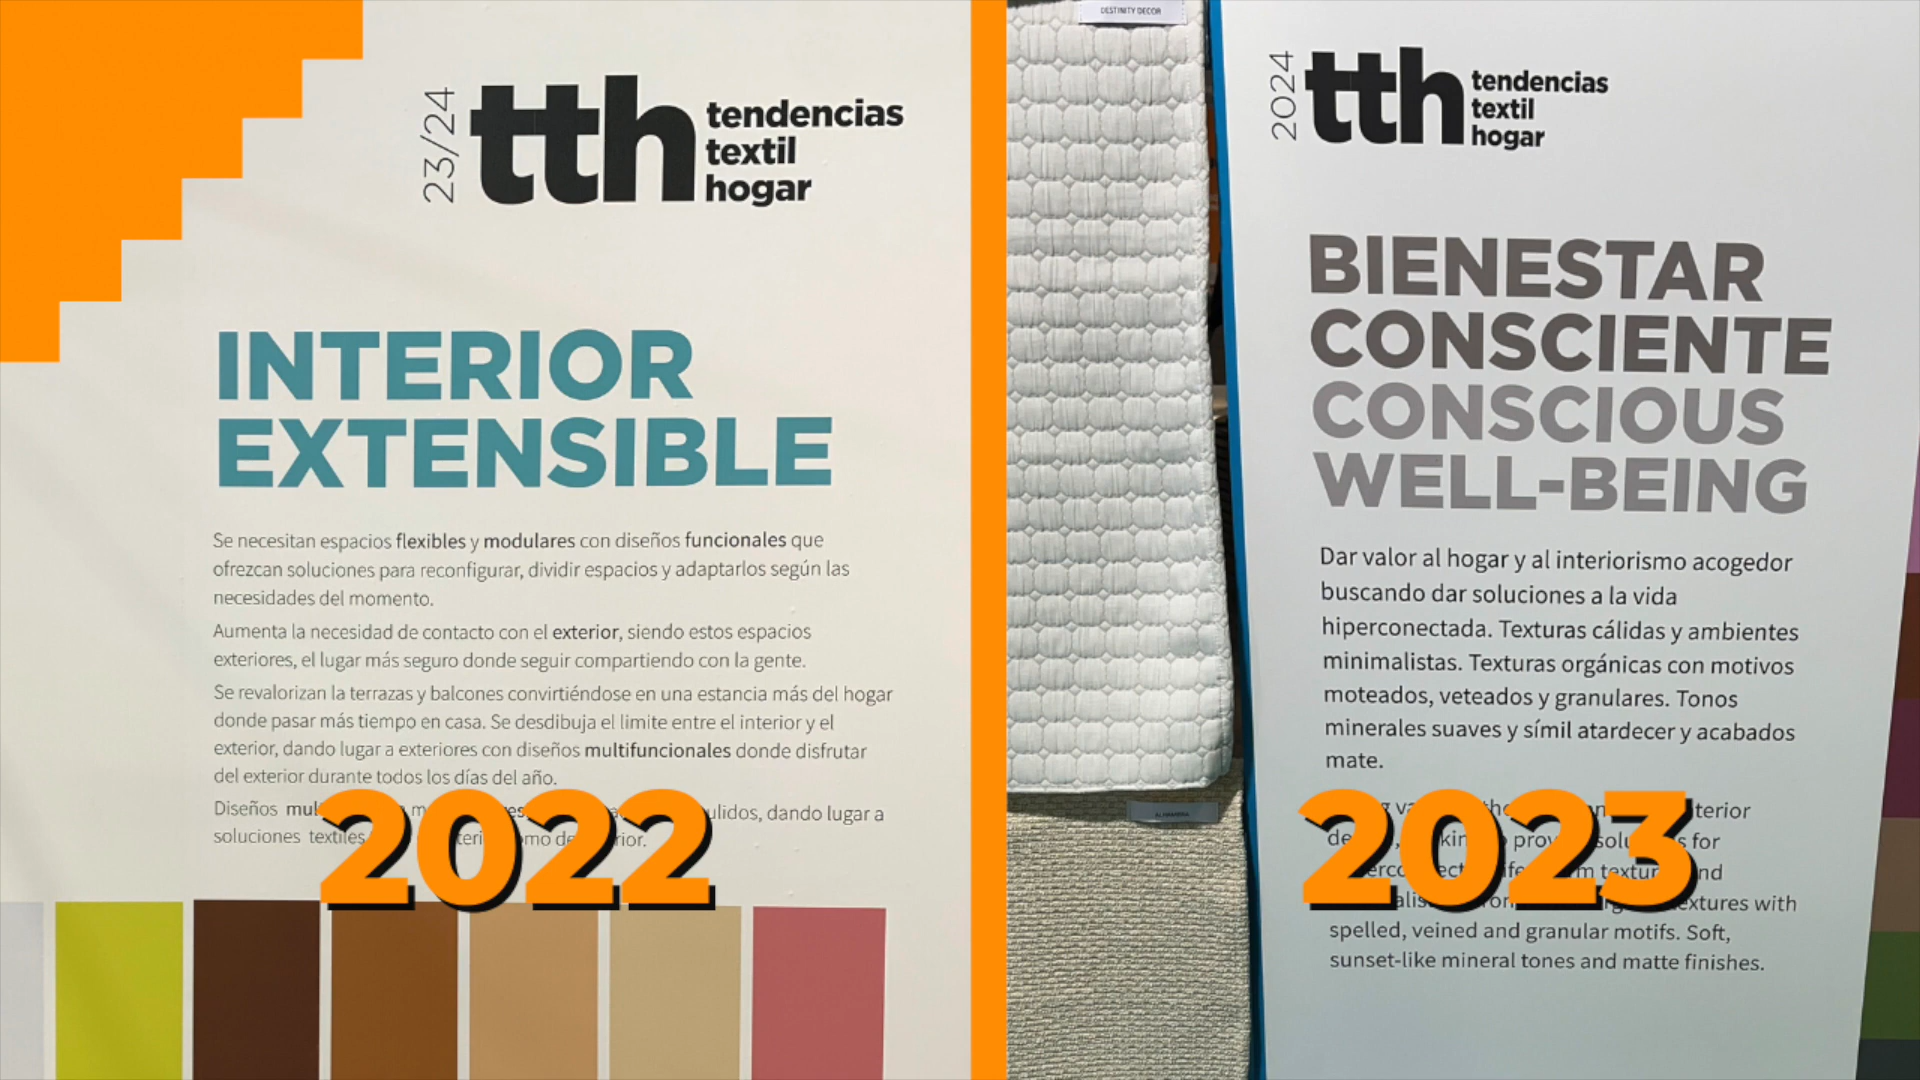 23/24
tth
tendencias
textil
hogar
INTERIOR
EXTENSIBLE
Se necesitan espacios flexibles y modulares con diseños funcionales que
ofrezcan soluciones para reconfigurar, dividir espacios y adaptarlos según las
necesidades del momento.
Aumenta la necesidad de contacto con el exterior, siendo estos espacios
exteriores, el lugar más seguro donde seguir compartiendo con la gente.
Se revalorizan la terrazas y balcones convirtiéndose en una estancia más del hogar
donde pasar más tiempo en casa. Se desdibuja el limite entre el interior y el
exterior, dando lugar a exteriores con diseños multifuncionales donde disfrutar
del exterior durante todos los días del año.
Diseños dando lugar a
soluciones textiles
2022
DESTINITY DECOR
2024
tth
tendencias
textil
hogar
BIENESTAR
CONSCIENTE
CONSCIOUS
WELL-BEING
Dar valor al hogar y al interiorismo acogedor
buscando dar soluciones a la vida
hiperconectada. Texturas cálidas y ambientes
minimalistas. Texturas orgánicas con motivos
moteados, veteados y granulares. Tonos
minerales suaves y símil atardecer y acabados
mate.
for
with
spelled, veined and granular motifs. Soft,
sunset-like mineral tones and matte finishes.
2023